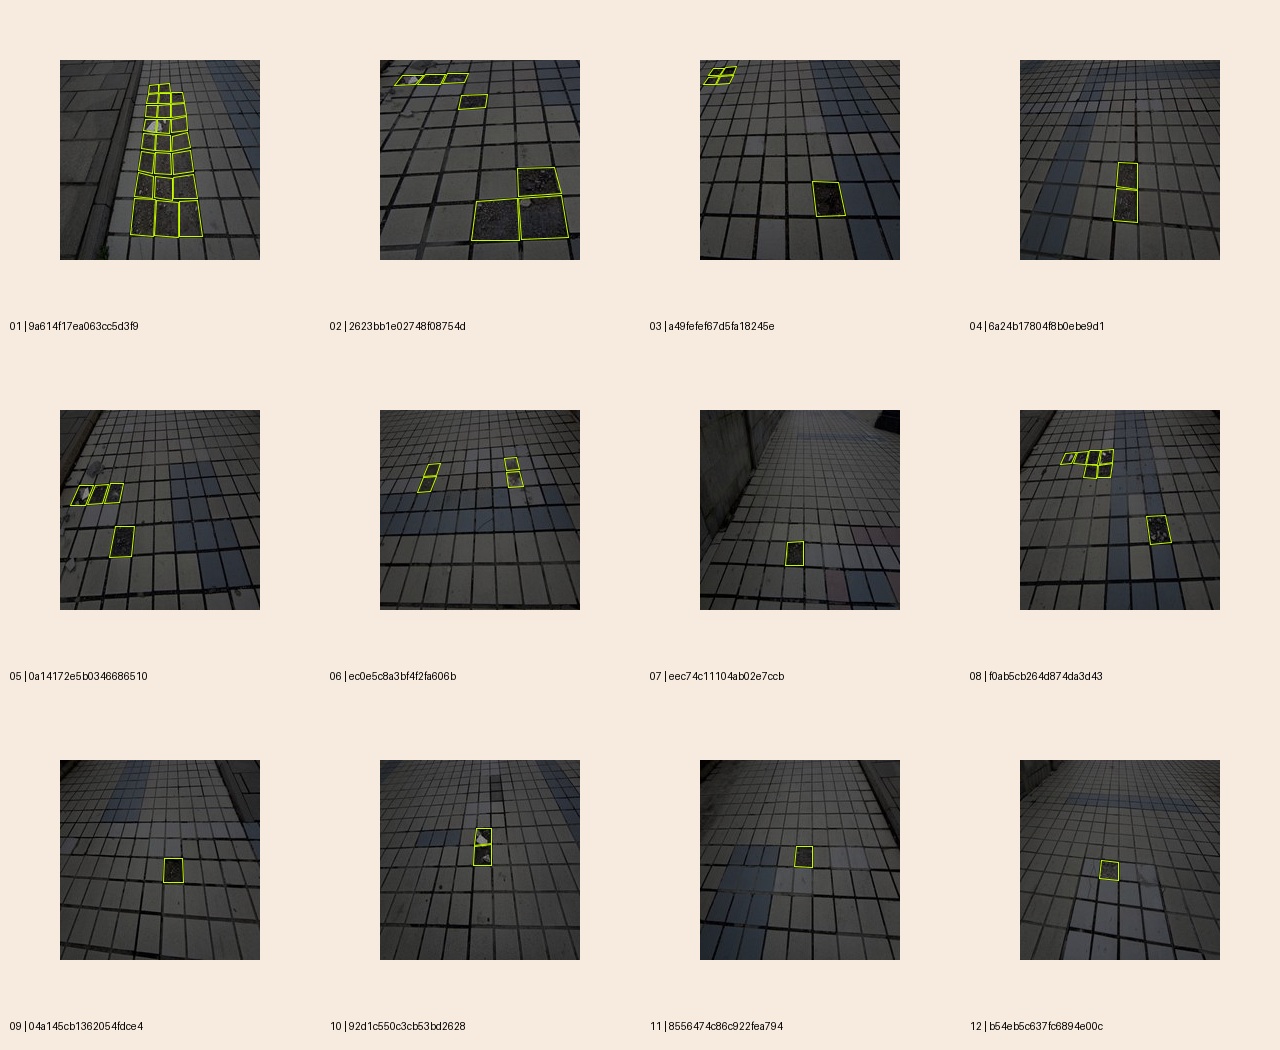 01 | 9a614f17ea063cc5d3f9
02 | 2623bb1e02748f08754d
03 | a49fefef67d5fa18245e
04 | 6a24b17804f8b0ebe9d1
05 | 0a14172e5b0346686510
06 | ec0e5c8a3bf4f2fa606b
07 | eec74c11104ab02e7ccb
08 | f0ab5cb264d874da3d43
09 | 04a145cb1362054fdce4
10 | 92d1c550c3cb53bd2628
11 | 8556474c86c922fea794
12 | b54eb5c637fc6894e00c